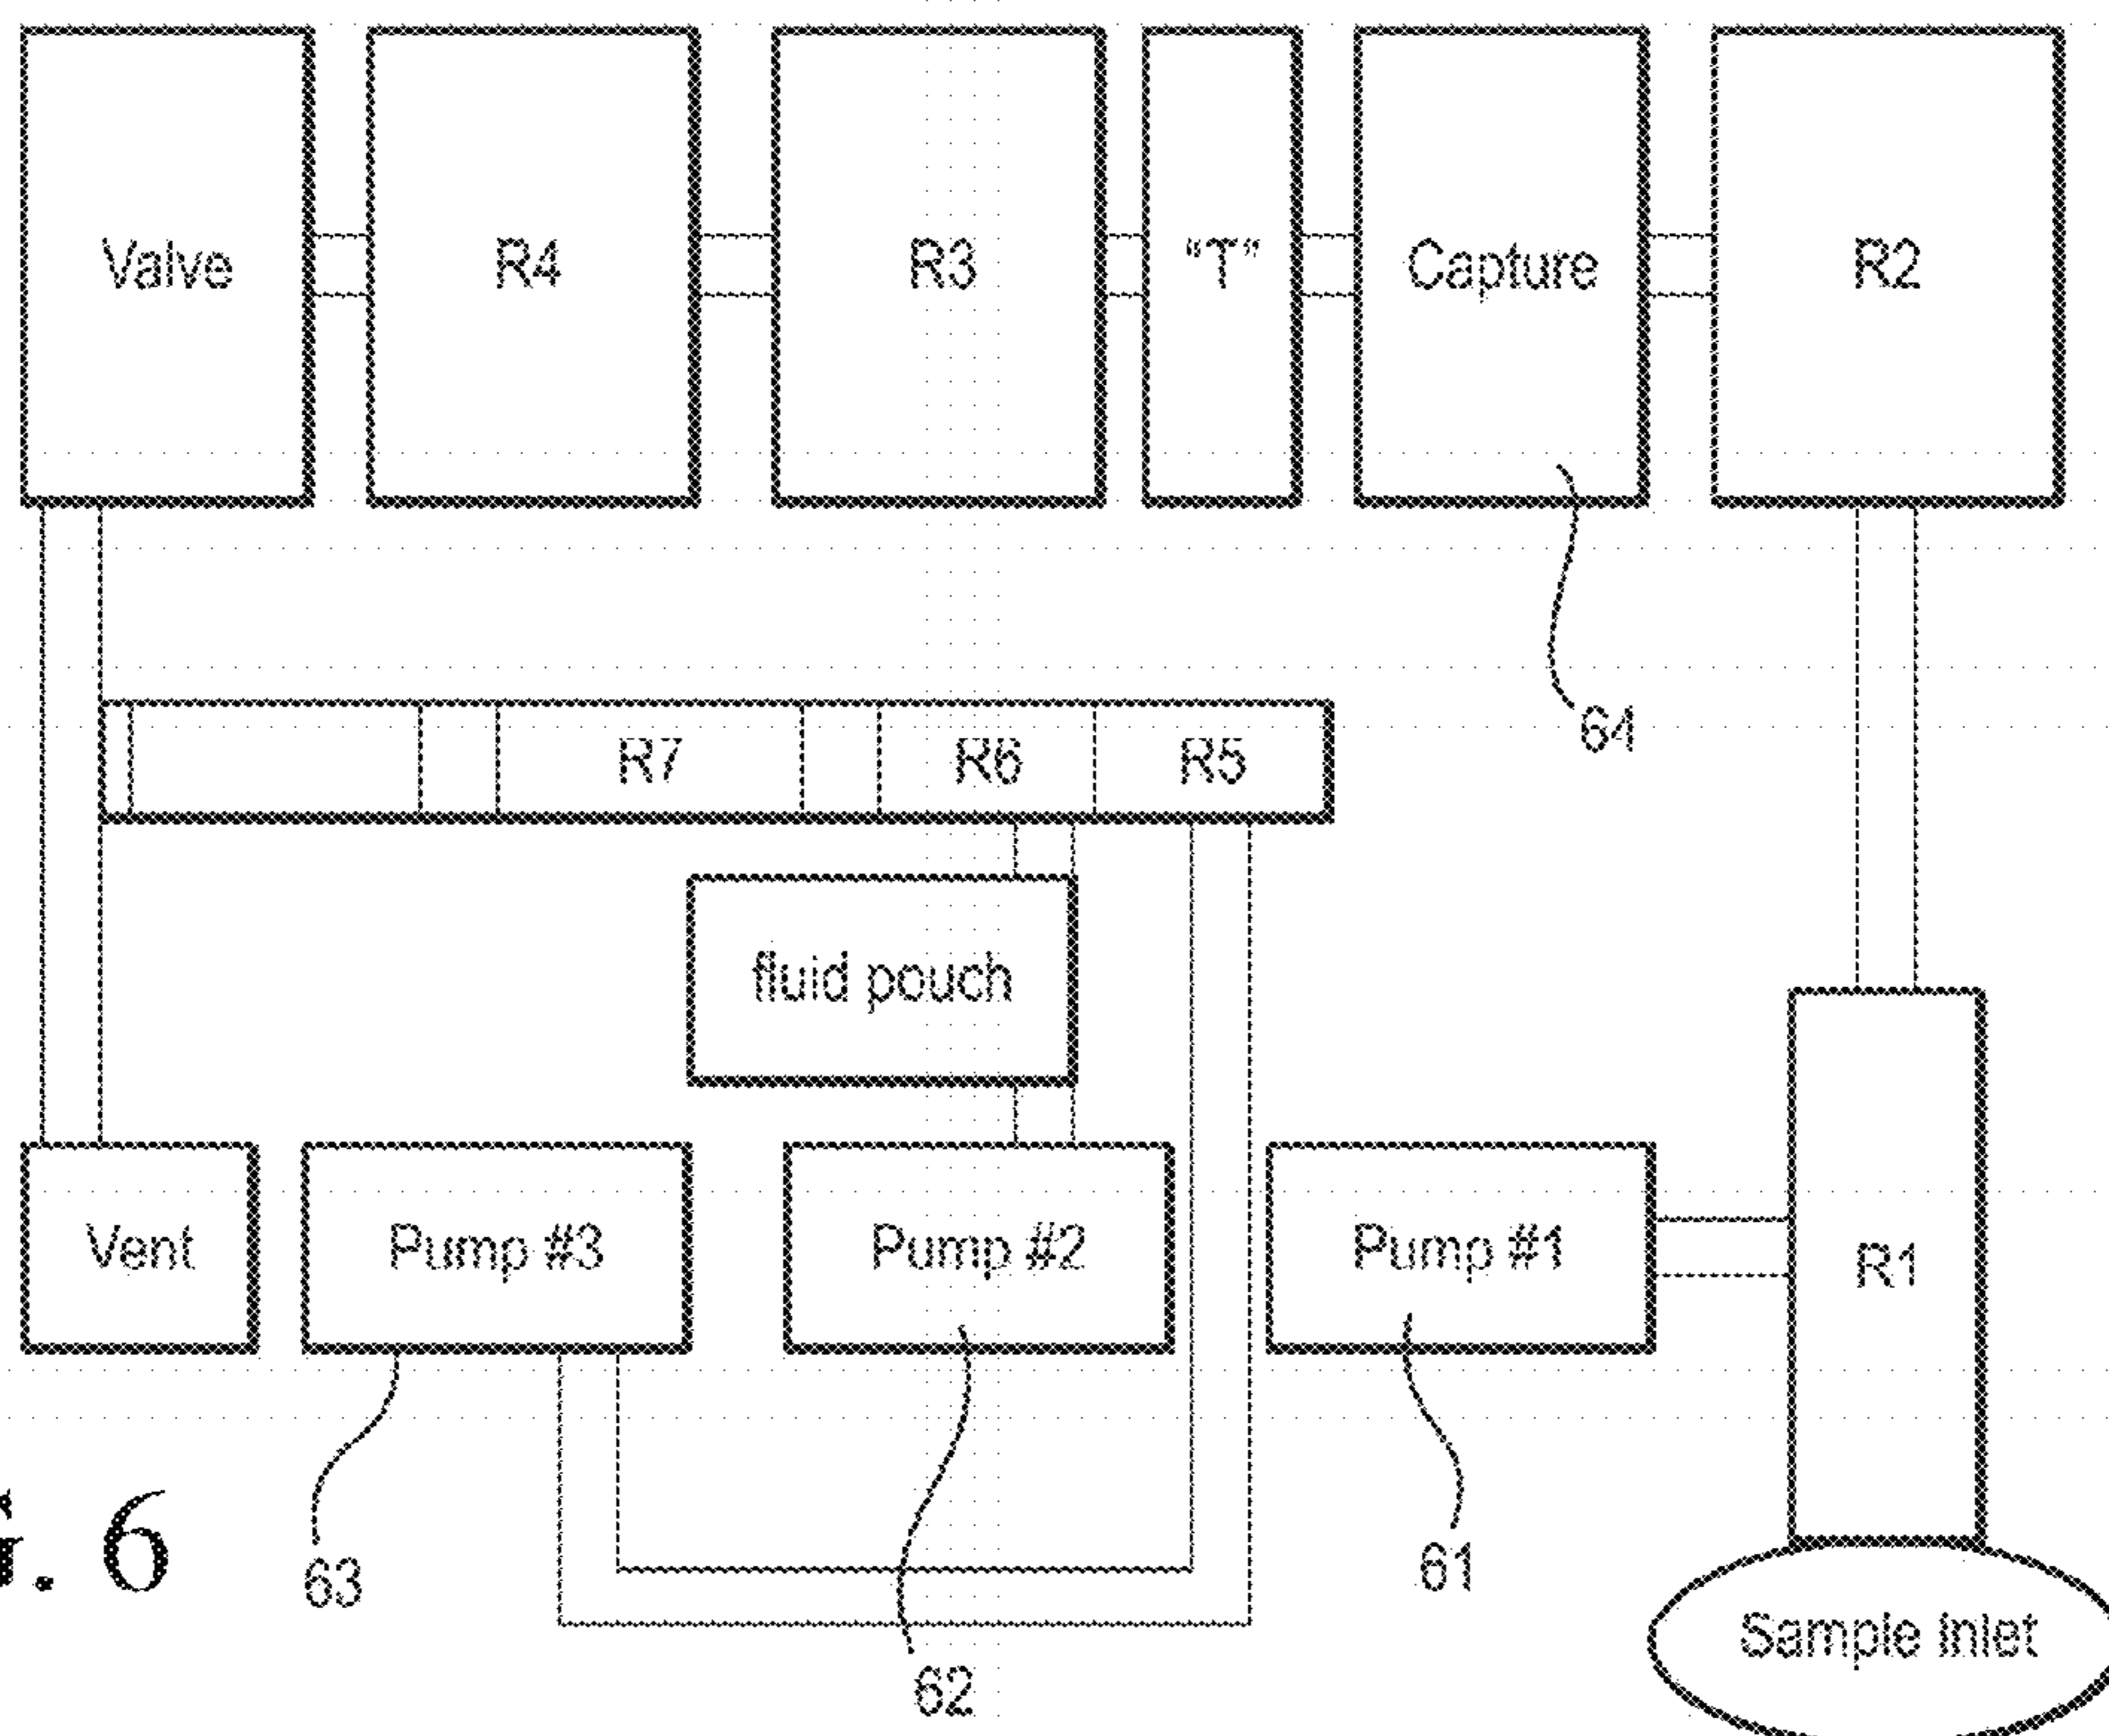 Valve R4 R3 “T” Capture R2
64
R7 R6 R5
fluid pouch
Vent Pump #3 Pump #2 Pump #1 R1
63 61
. 6
Sample inlet
62